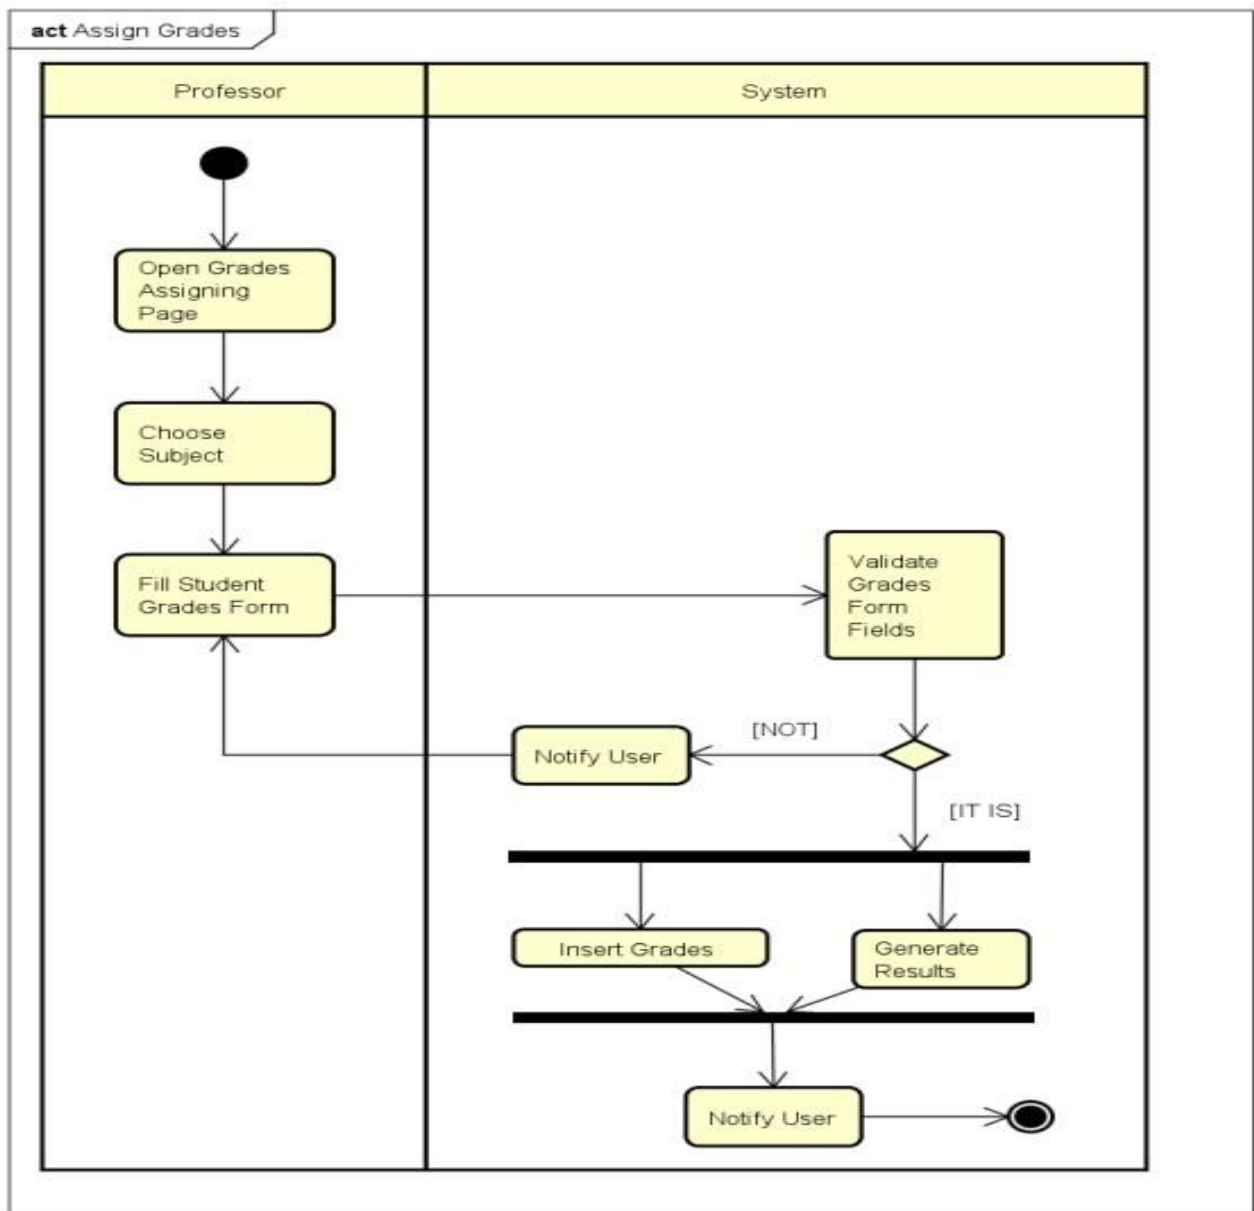 act Assign Grades
Professor
System
Open Grades
Assigning
Page
Choose
Subject
Fill Student
Grades Form
Validate
Grades
Form
Fields
[NOT]
Notify User
[IT IS]
Insert Grades
Generate
Results
Notify User